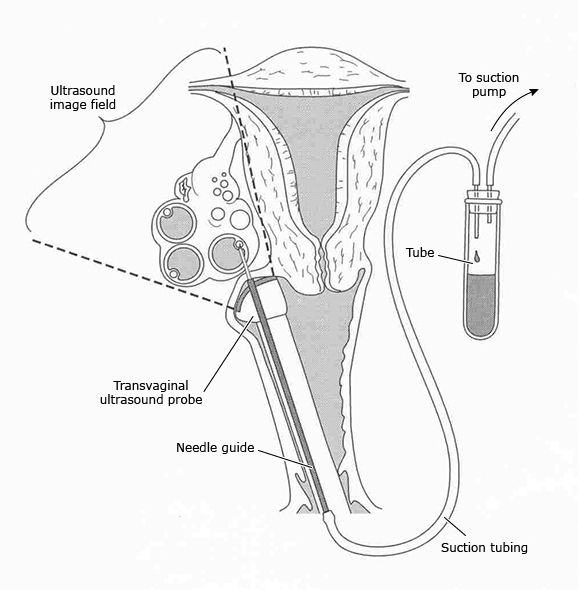 Ultrasound
image field
To suction
pump
Tube
Transvaginal
ultrasound probe
Needle guide
Suction tubing